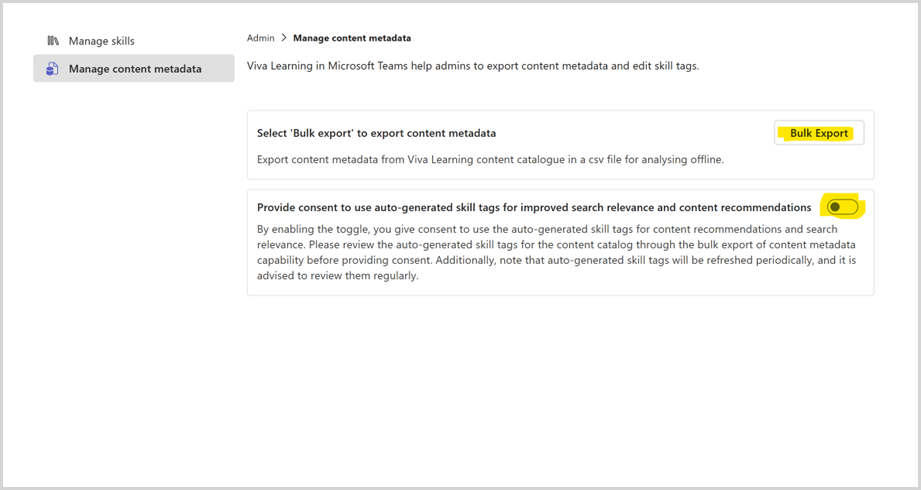 Manage skills
Manage content metadata
Admin > Manage content metadata
Viva Learning in Microsoft Teams help admins to export content metadata and edit skill tags.
Select 'Bulk export' to export content metadata
Bulk Export
Export content metadata from Viva Learning content catalogue in a csv file for analysing offline.
Provide consent to use auto-generated skill tags for improved search relevance and content recommendations
By enabling the toggle, you give consent to use the auto-generated skill tags for content recommendations and search
relevance. Please review the auto-generated skill tags for the content catalog through the bulk export of content metadata
capability before providing consent. Additionally, note that auto-generated skill tags will be refreshed periodically, and it is
advised to review them regularly.